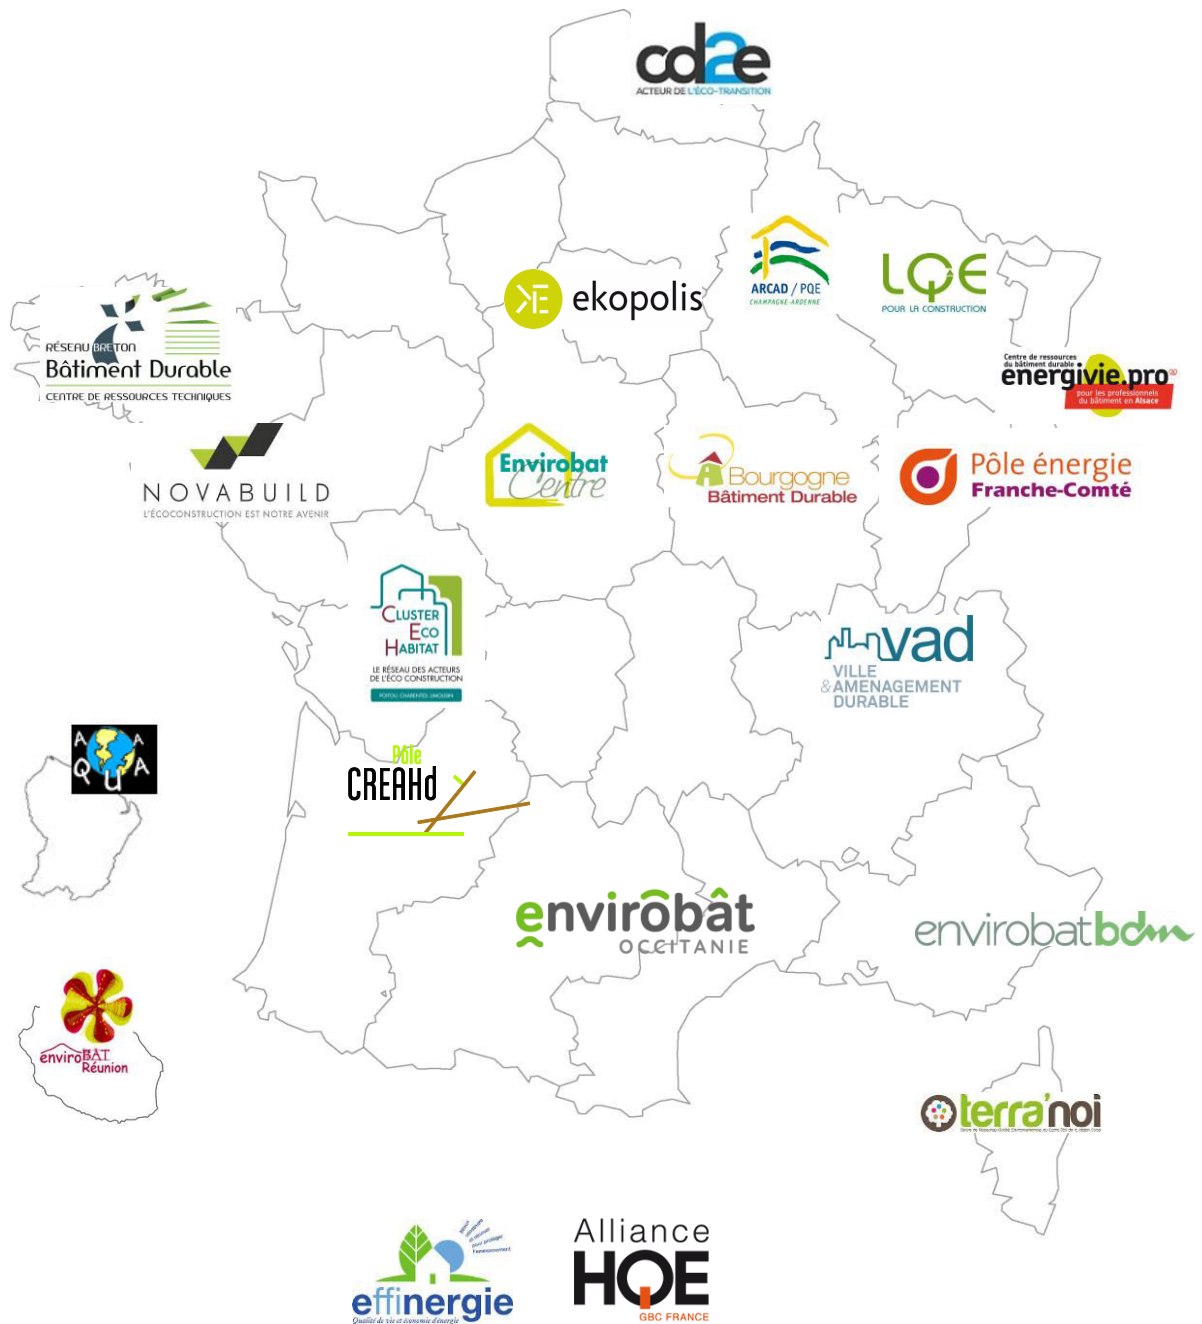 cd2e
ACTEUR DE L'ÉCO-TRANSITION
ARCAD / PQE
CHAMPAGNE-ARDENNE
LQE
POUR LA CONSTRUCTION
ekopolis
RÉSEAU BRETON
Bâtiment Durable
CENTRE DE RESSOURCES TECHNIQUES
Centre de ressources
du bâtiment durable
energivie.pro
pour les professionnels
du bâtiment en Alsace
NOVABUILD
L'ÉCOCONSTRUCTION EST NOTRE AVENIR
Envirobat
Centre
Bourgogne
Bâtiment Durable
Pôle énergie
Franche-Comté
CLUSTER
ECO
HABITAT
LE RÉSEAU DES ACTEURS
DE L'ÉCO CONSTRUCTION
POITOU-CHARENTES-LIMOUSIN
vad
VILLE
& AMENAGEMENT
DURABLE
A A
Q U A
Pôle
CREAHd
envirobât
OCCITANIE
envirobatbdm
enviroBAT
Réunion
terra'noi
effinergie
Qualité de vie et économie d'énergie
Alliance
HQE
GBC FRANCE